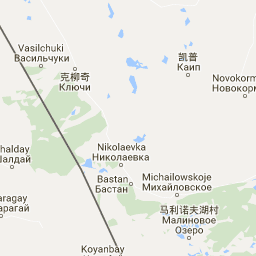 Vasilchuki
Васильчуки
凯普
Каип
克柳奇
Ключи
Novokorm
Новокорм
Nikolaevka
Николаевка
halday
Шалдай
Bastan
Бастан
Michailowskoje
Михайловское
aragay
арагай
马利诺夫湖村
Малиновое
Озеро
Koyanbay